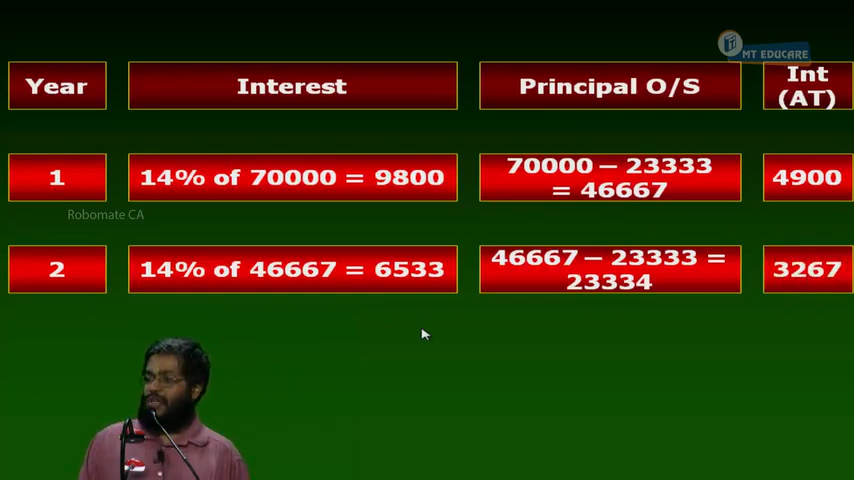 MT EDUCARE
Year
Interest
Principal O/S
Int
(AT)
1
14% of 70000 = 9800
70000 – 23333
= 46667
4900
Robomate CA
2
14% of 46667 = 6533
46667 – 23333 =
23334
3267